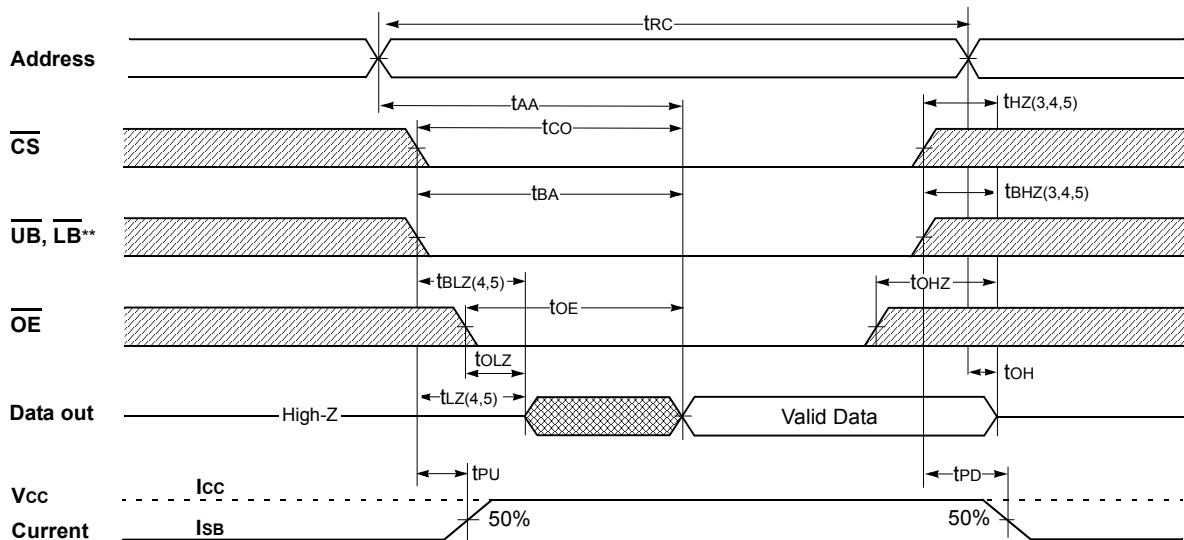 tRC
Address
tAA
tHZ(3,4,5)
CS
tCO
tBA
tBHZ(3,4,5)
UB, LB**
tBLZ(4,5)
tOHZ
OE
tOE
tOLZ
tOH
tLZ(4,5)
Data out
High-Z
Valid Data
tPU
tPD
VCC
ICC
50%
50%
Current
ISB